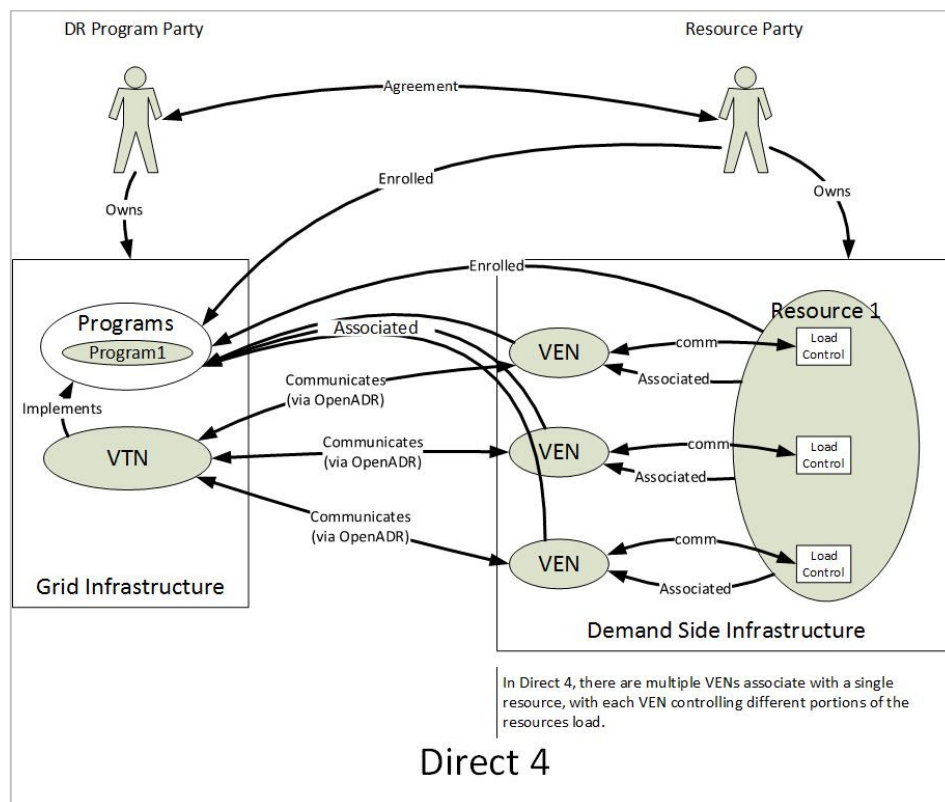 DR Program Party
Resource Party
Agreement
Enrolled
Owns
Owns
Enrolled
Programs
Program1
Associated
Resource 1
VEN
comm
Load
Control
Communicates
(via OpenADR)
Associated
Implements
VTN
Communicates
(via OpenADR)
VEN
comm
Load
Control
Associated
Communicates
(via OpenADR)
VEN
comm
Load
Control
Associated
Grid Infrastructure
Demand Side Infrastructure
In Direct 4, there are multiple VENs associate with a single
resource, with each VEN controlling different portions of the
resources load.
Direct 4